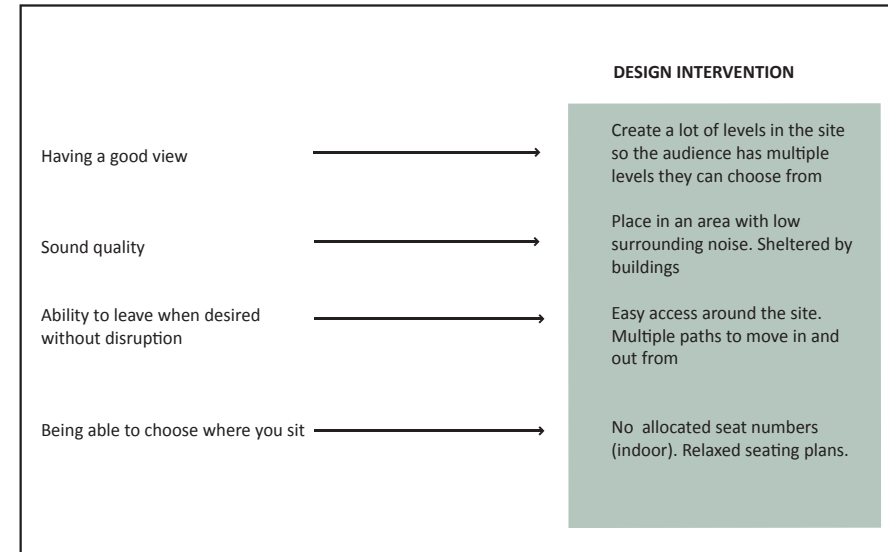 DESIGN INTERVENTION
Having a good view
Create a lot of levels in the site
so the audience has multiple
levels they can choose from
Sound quality
Place in an area with low
surrounding noise. Sheltered by
buildings
Ability to leave when desired
without disruption
Easy access around the site.
Multiple paths to move in and
out from
Being able to choose where you sit
No allocated seat numbers
(indoor). Relaxed seating plans.